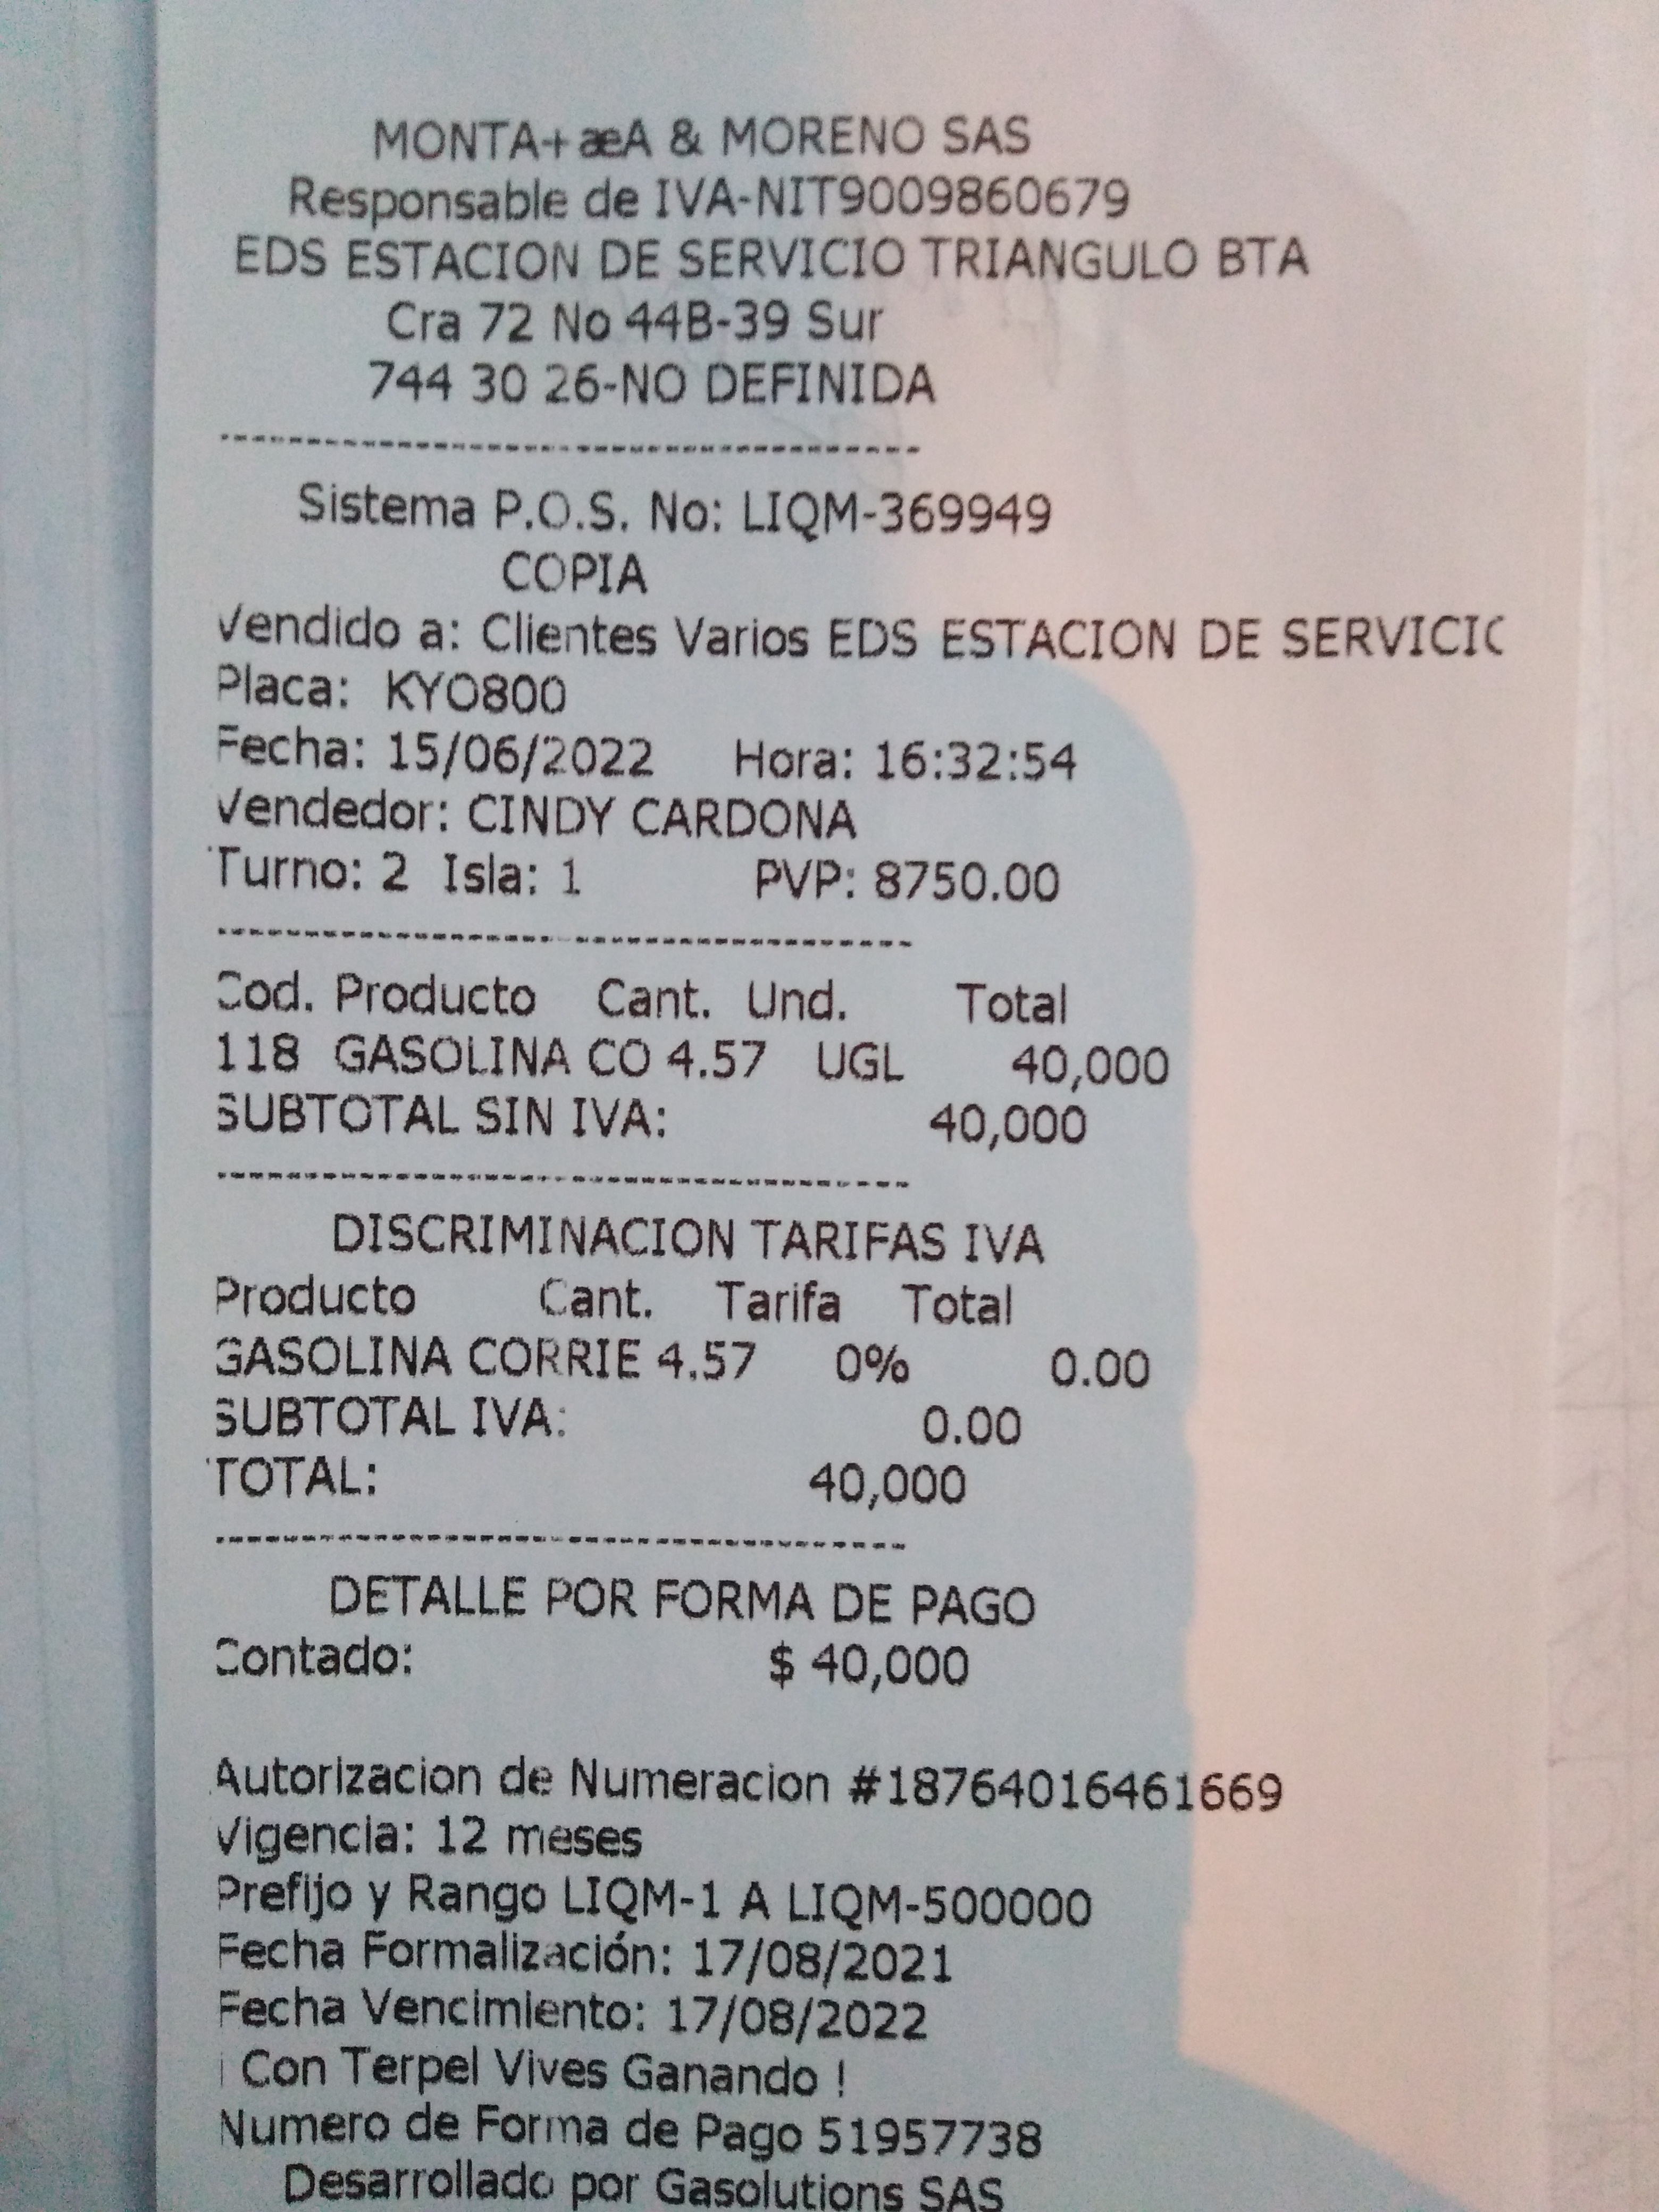 MONTA+æA & MORENO SAS
Responsable de IVA-NIT9009860679
EDS ESTACION DE SERVICIO TRIANGULO BTA
Cra 72 No 44B-39 Sur
744 30 26-NO DEFINIDA
Sistema P.O.S. No: LIQM-369949
COPIA
Vendido a: Clientes Varios EDS ESTACION DE SERVICIO
Placa: KYO800
Fecha: 15/06/2022 Hora: 16:32:54
Vendedor: CINDY CARDONA
Turno: 2 Isla: 1 PVP: 8750.00
Cod. Producto Cant. Und. Total
118 GASOLINA CO 4.57 UGL 40,000
SUBTOTAL SIN IVA: 40,000
DISCRIMINACION TARIFAS IVA
Producto Cant. Tarifa Total
GASOLINA CORRIE 4.57 0% 0.00
SUBTOTAL IVA: 0.00
TOTAL: 40,000
DETALLE POR FORMA DE PAGO
Contado: $ 40,000
Autorizacion de Numeracion #18764016461669
Vigencia: 12 meses
Prefijo y Rango LIQM-1 A LIQM-500000
Fecha Formalización: 17/08/2021
Fecha Vencimiento: 17/08/2022
¡ Con Terpel Vives Ganando !
Numero de Forma de Pago 51957738
Desarrollado por Gasolutions SAS